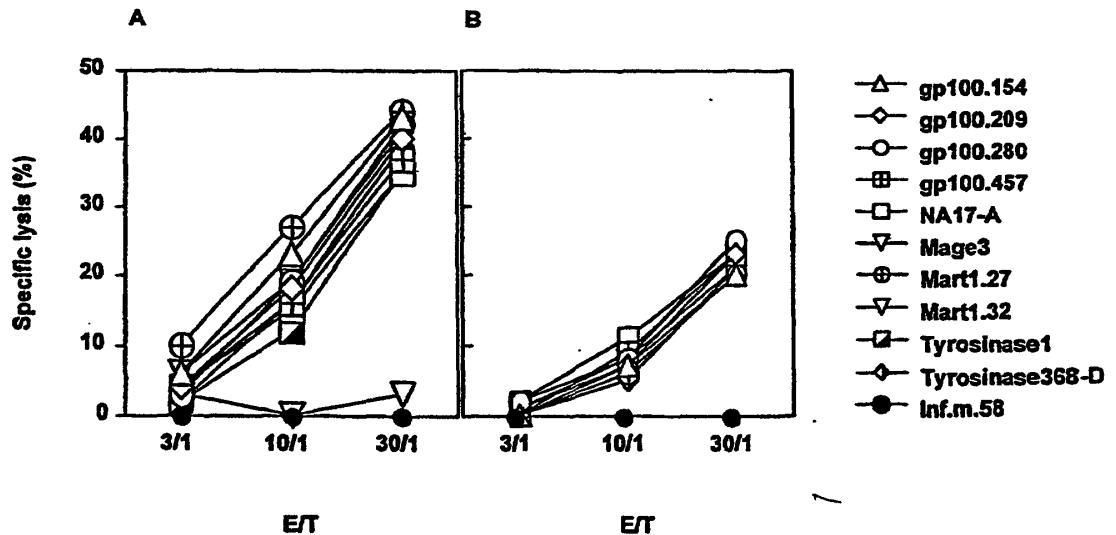 A B
50
40
30
20
10
0
Specific lysis (%)
3/1 10/1 30/1 3/1 10/1 30/1
E/T E/T
gp100.154
gp100.209
gp100.280
gp100.457
NA17-A
Mage3
Mart1.27
Mart1.32
Tyrosinase1
Tyrosinase368-D
Inf.m.58